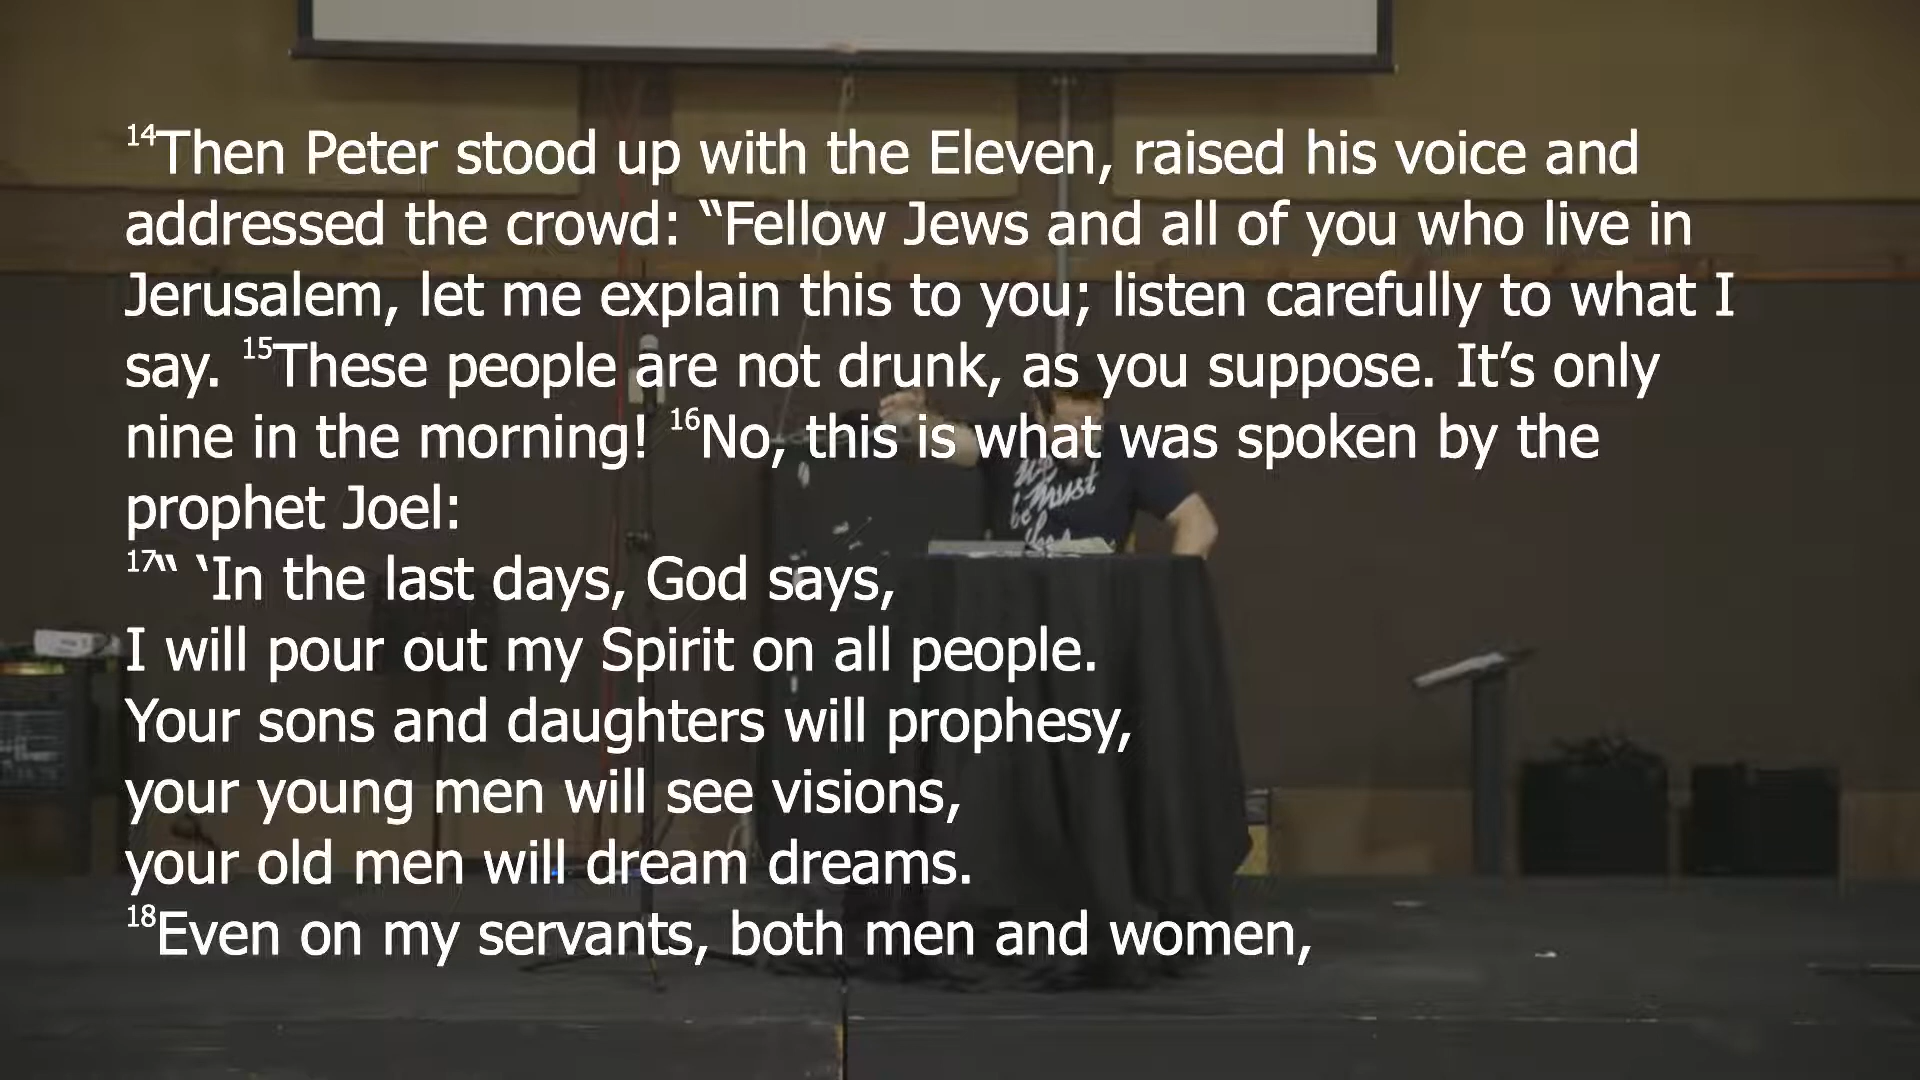 14Then Peter stood up with the Eleven, raised his voice and
addressed the crowd: “Fellow Jews and all of you who live in
Jerusalem, let me explain this to you; listen carefully to what I
say. 15These people are not drunk, as you suppose. It’s only
nine in the morning! 16No, this is what was spoken by the
prophet Joel:
17“ ‘In the last days, God says,
I will pour out my Spirit on all people.
Your sons and daughters will prophesy,
your young men will see visions,
your old men will dream dreams.
18Even on my servants, both men and women,
must